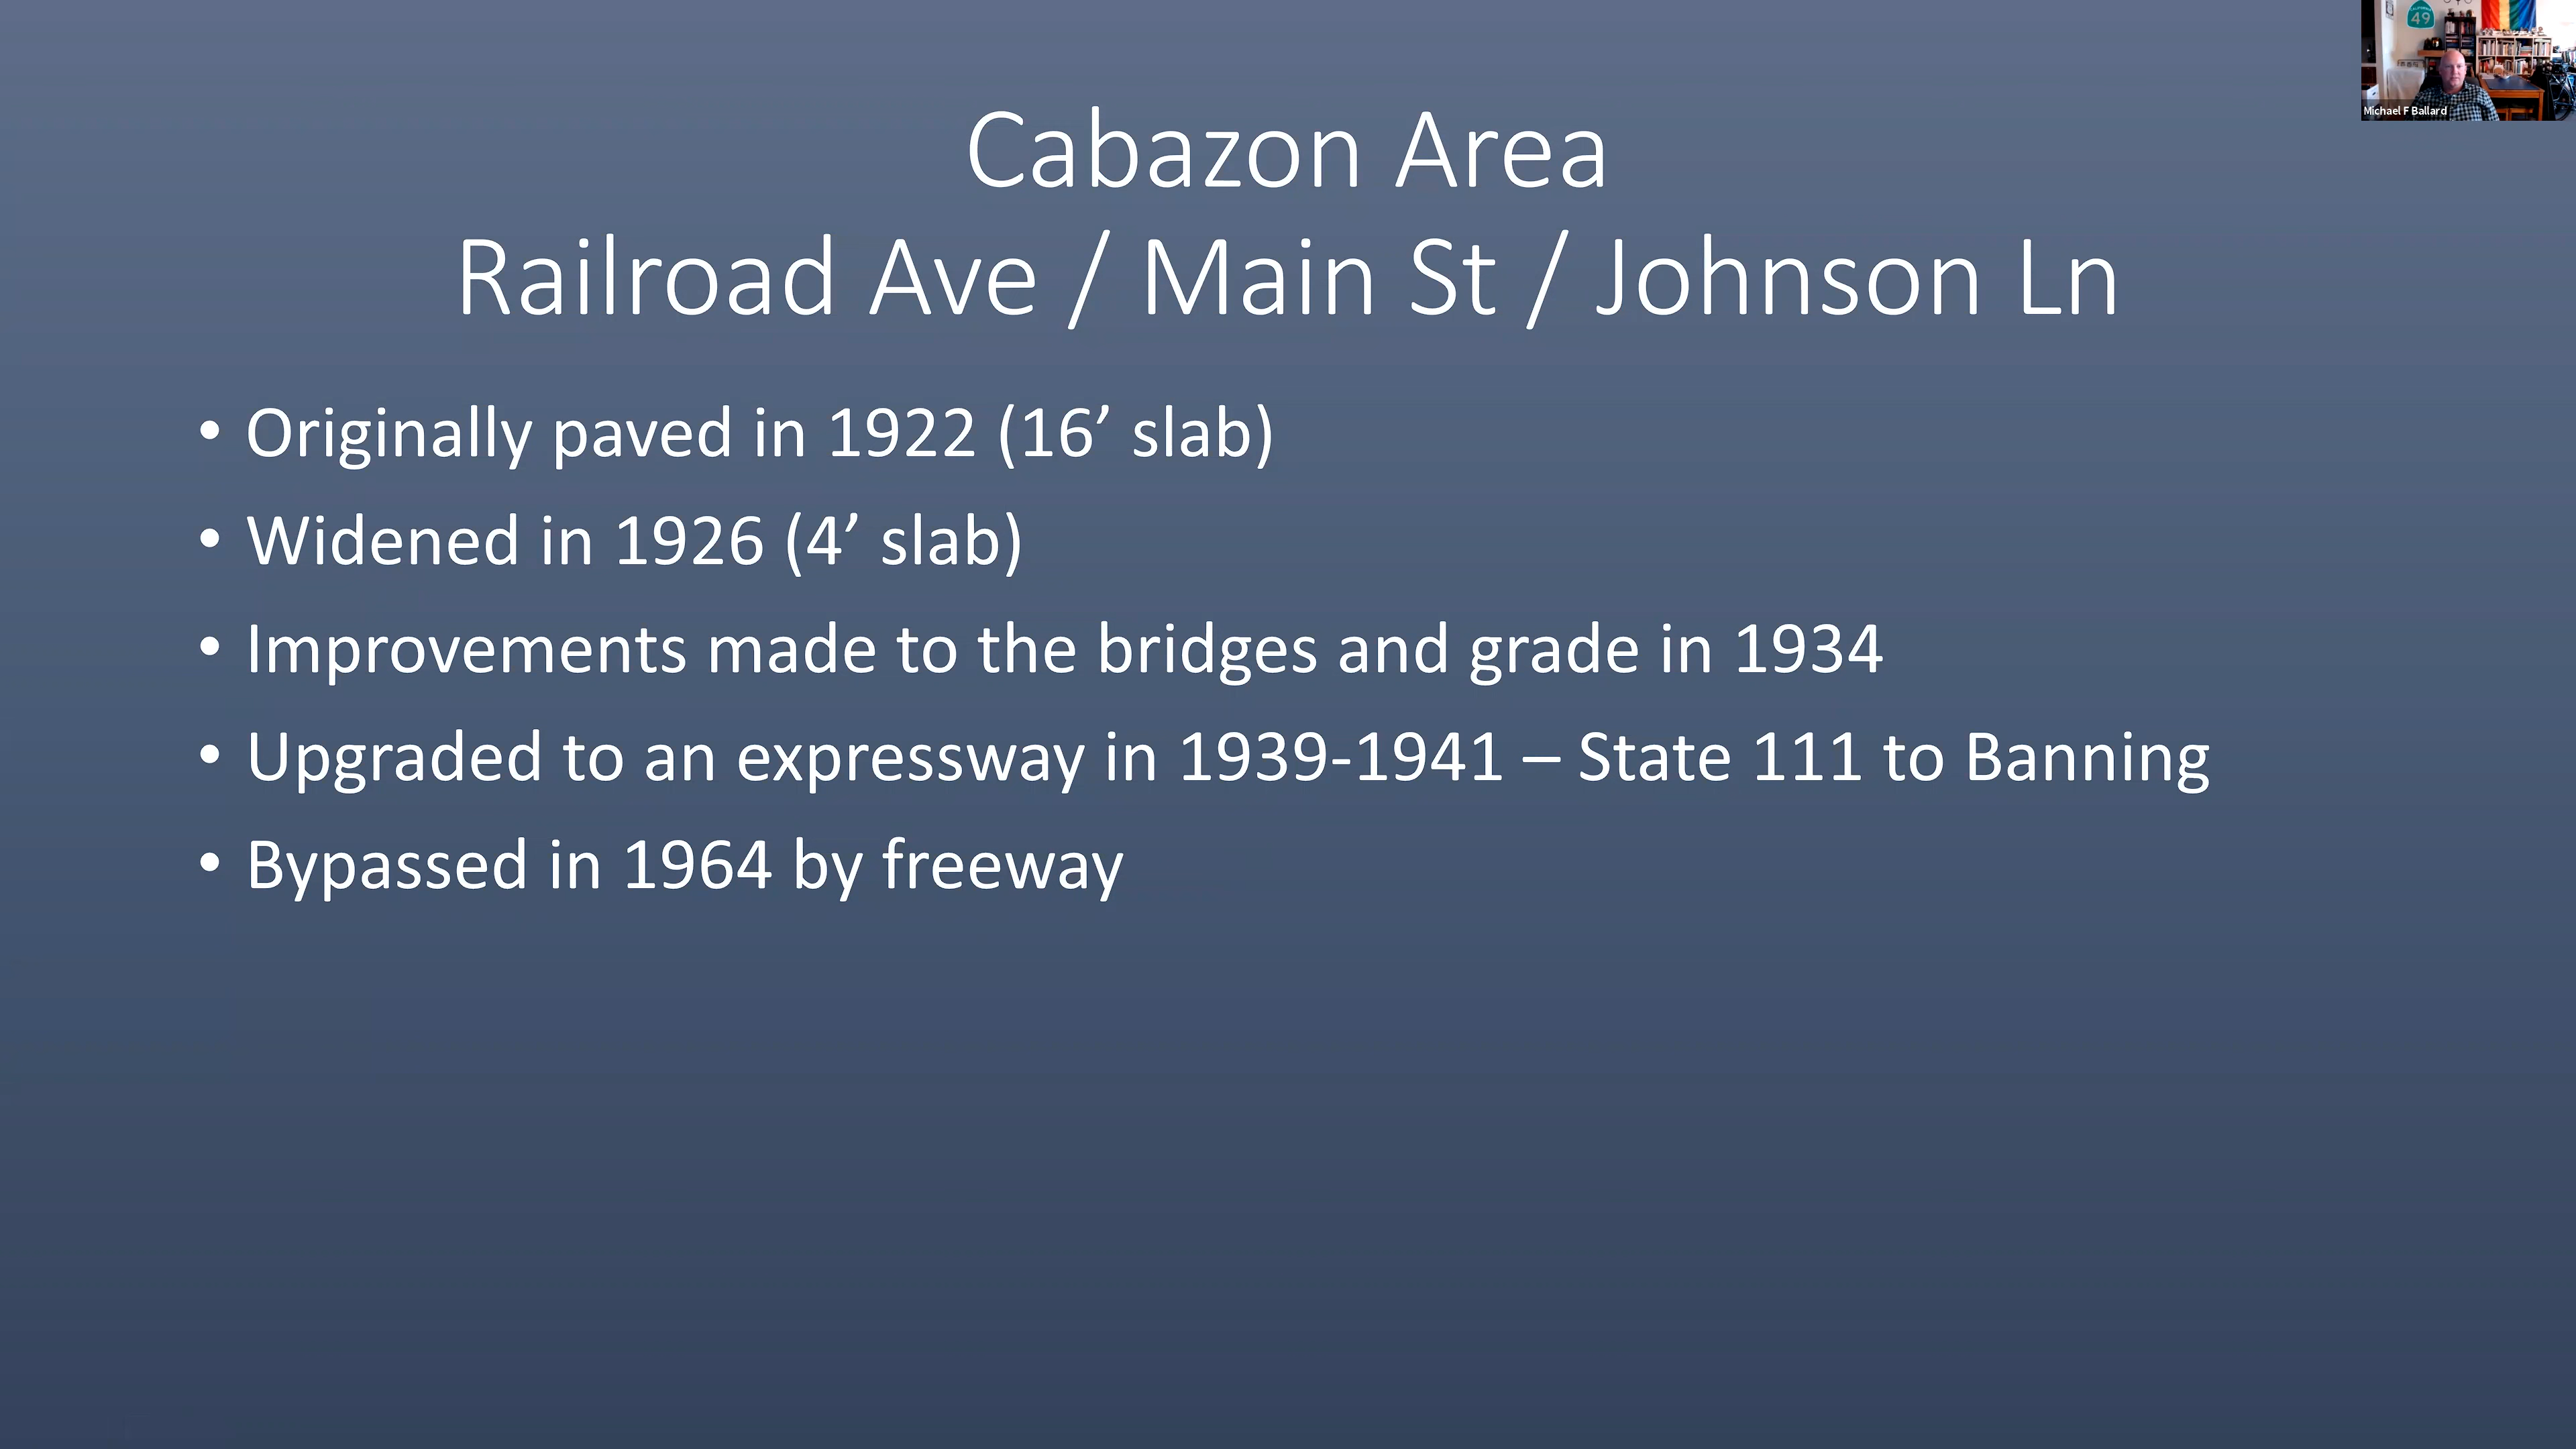 Cabazon Area
Railroad Ave / Main St / Johnson Ln
• Originally paved in 1922 (16’ slab)
• Widened in 1926 (4’ slab)
• Improvements made to the bridges and grade in 1934
• Upgraded to an expressway in 1939-1941 – State 111 to Banning
• Bypassed in 1964 by freeway
49
Michael F Ballard